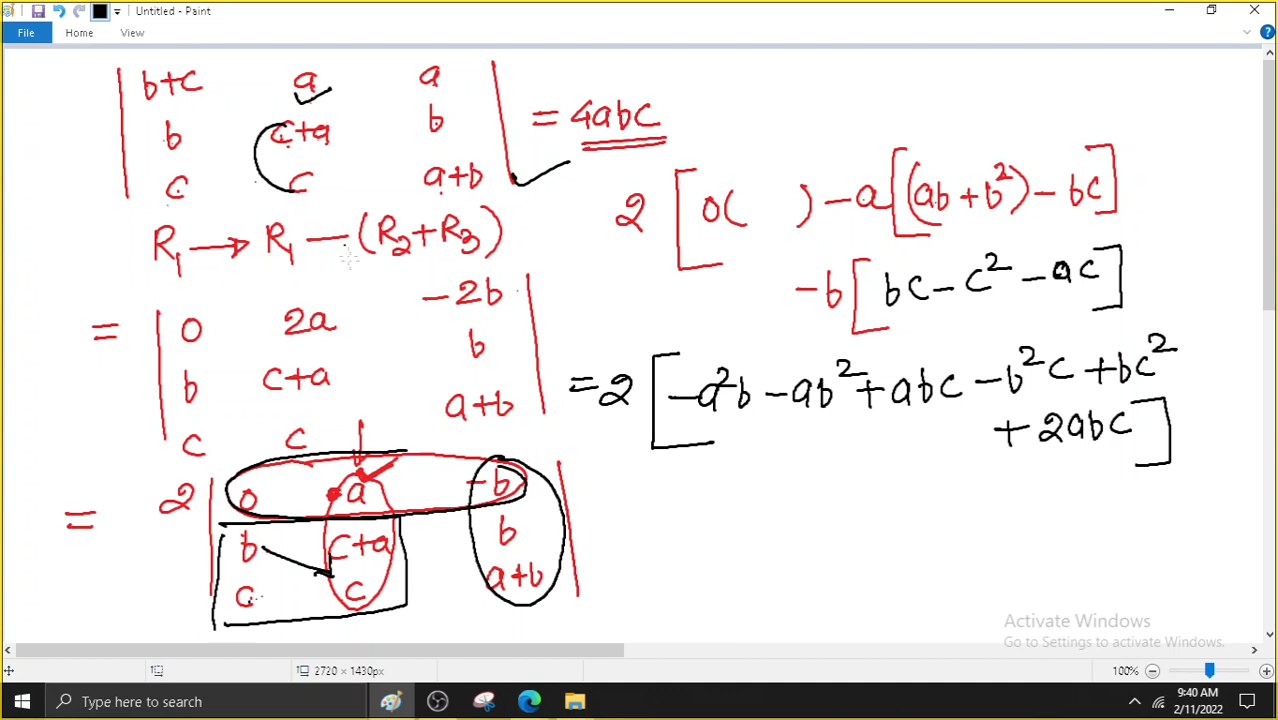 Untitled - Paint
File Home View
| b+c a a |
| b c+a b | = 4abc
| c c a+b |
R₁ → R₁ — (R₂+R₃)
= | 0 2a -2b |
| b c+a b |
| c c a+b |
= 2 | 0 -a -b |
| b c+a b |
| c c a+b |
2 [ 0( ) - a [(ab + b²) - bc]
- b [ bc - c² - ac ]
= 2 [ -a²b - ab² + abc - b²c + bc²
+ 2abc ]
Activate Windows
Go to Settings to activate Windows.
2720 × 1430px
100%
Type here to search
9:40 AM
2/11/2022